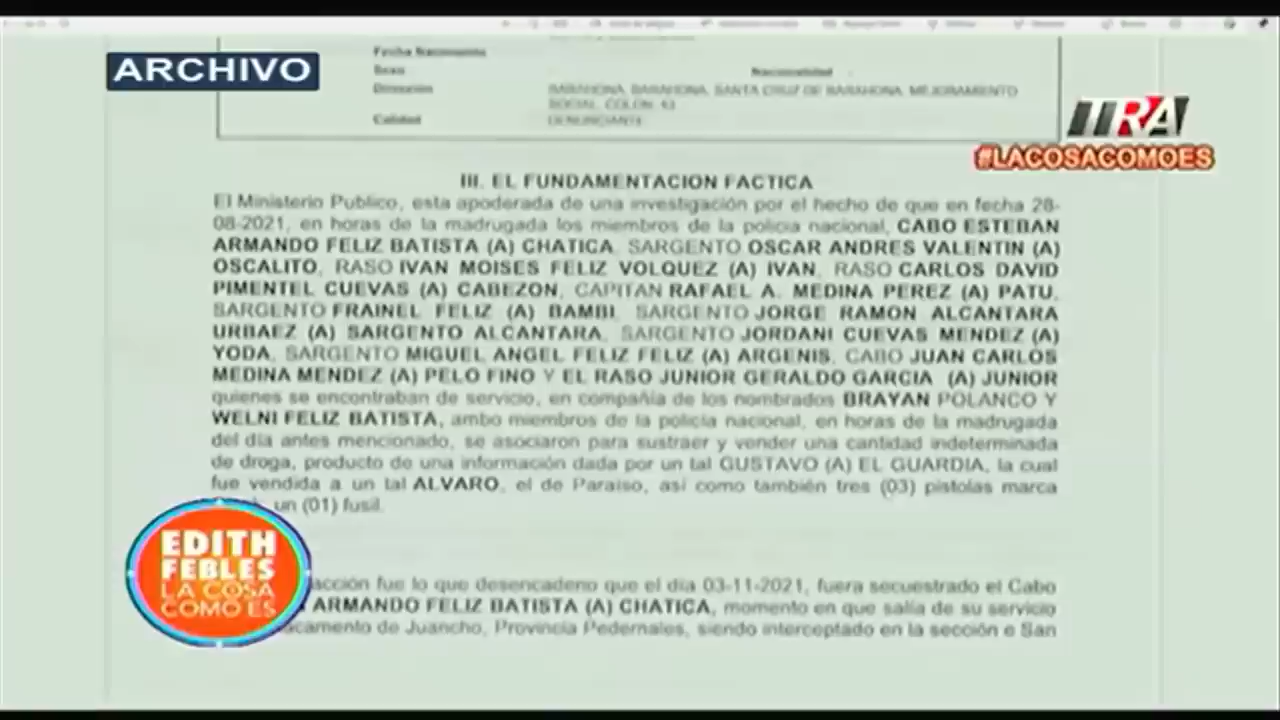 ARCHIVO
Fecha Nacimiento
Sexo
Nacionalidad
Dirección
BARAHONA, BARAHONA, SANTA CRUZ DE BARAHONA, MEJORAMIENTO
SOCIAL, COLON, 43
Calidad
DENUNCIANTE
TRA
#LACOSACOMOES
III. EL FUNDAMENTACION FACTICA
El Ministerio Publico, esta apoderada de una investigación por el hecho de que en fecha 28-
08-2021, en horas de la madrugada los miembros de la policia nacional, CABO ESTEBAN
ARMANDO FELIZ BATISTA (A) CHATICA, SARGENTO OSCAR ANDRES VALENTIN (A)
OSCALITO, RASO IVAN MOISES FELIZ VOLQUEZ (A) IVAN, RASO CARLOS DAVID
PIMENTEL CUEVAS (A) CABEZON, CAPITAN RAFAEL A. MEDINA PEREZ (A) PATU,
SARGENTO FRAINEL FELIZ (A) BAMBI, SARGENTO JORGE RAMON ALCANTARA
URBAEZ (A) SARGENTO ALCANTARA, SARGENTO JORDANI CUEVAS MENDEZ (A)
YODA, SARGENTO MIGUEL ANGEL FELIZ FELIZ (A) ARGENIS, CABO JUAN CARLOS
MEDINA MENDEZ (A) PELO FINO Y EL RASO JUNIOR GERALDO GARCIA (A) JUNIOR
quienes se encontraban de servicio, en compañía de los nombrados BRAYAN POLANCO Y
WELNI FELIZ BATISTA, ambo miembros de la policía nacional, en horas de la madrugada
del día antes mencionado, se asociaron para sustraer y vender una cantidad indeterminada
de droga, producto de una información dada por un tal GUSTAVO (A) EL GUARDIA, la cual
fue vendida a un tal ALVARO, el de Paraiso, así como también tres (03) pistolas marca
un (01) fusil.
acción fue lo que desencadeno que el día 03-11-2021, fuera secuestrado el Cabo
ARMANDO FELIZ BATISTA (A) CHATICA, momento en que salía de su servicio
acamento de Juancho, Provincia Pedernales, siendo interceptado en la sección e San
EDITH
FEBLES
LA COSA
COMO ES